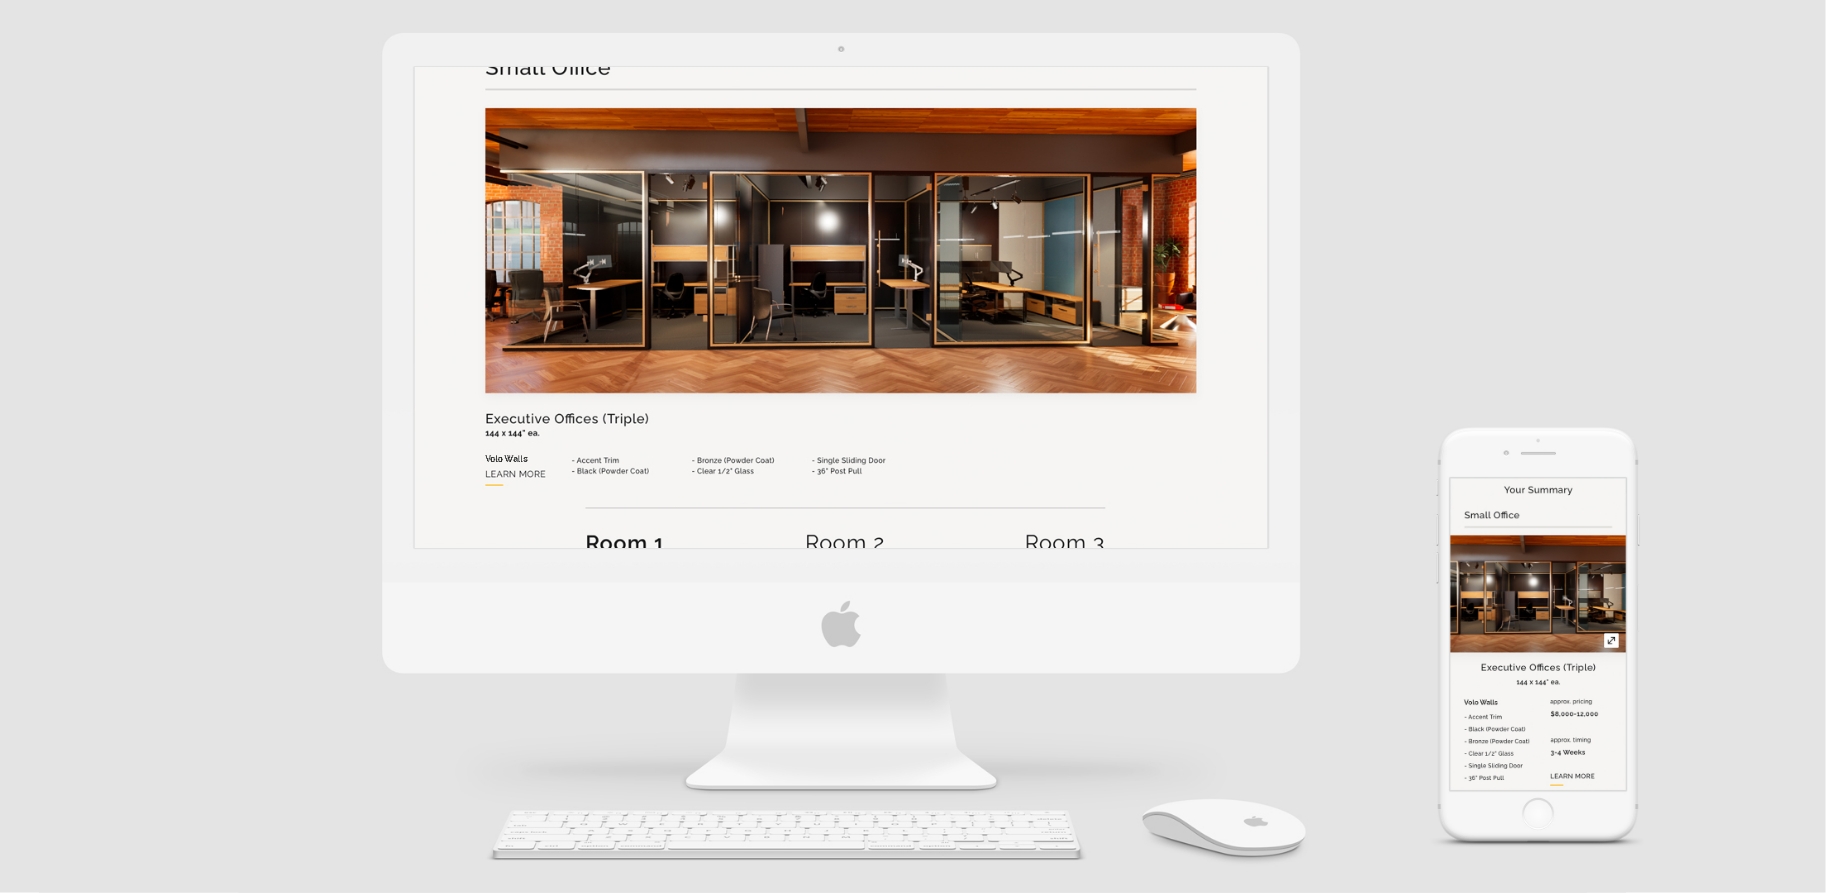 Small Office
Executive Offices (Triple)
144 x 144" ea.
Volo Walls
LEARN MORE
- Accent Trim
- Black (Powder Coat)
- Bronze (Powder Coat)
- Clear 1/2" Glass
- Single Sliding Door
- 36" Post Pull
Room 1
Room 2
Room 3
Your Summary
Small Office
Executive Offices (Triple)
144 x 144" ea.
Volo Walls
- Accent Trim
- Black (Powder Coat)
- Bronze (Powder Coat)
- Clear 1/2" Glass
- Single Sliding Door
- 36" Post Pull
approx. pricing
$8,000-12,000
approx. timing
3-4 Weeks
LEARN MORE